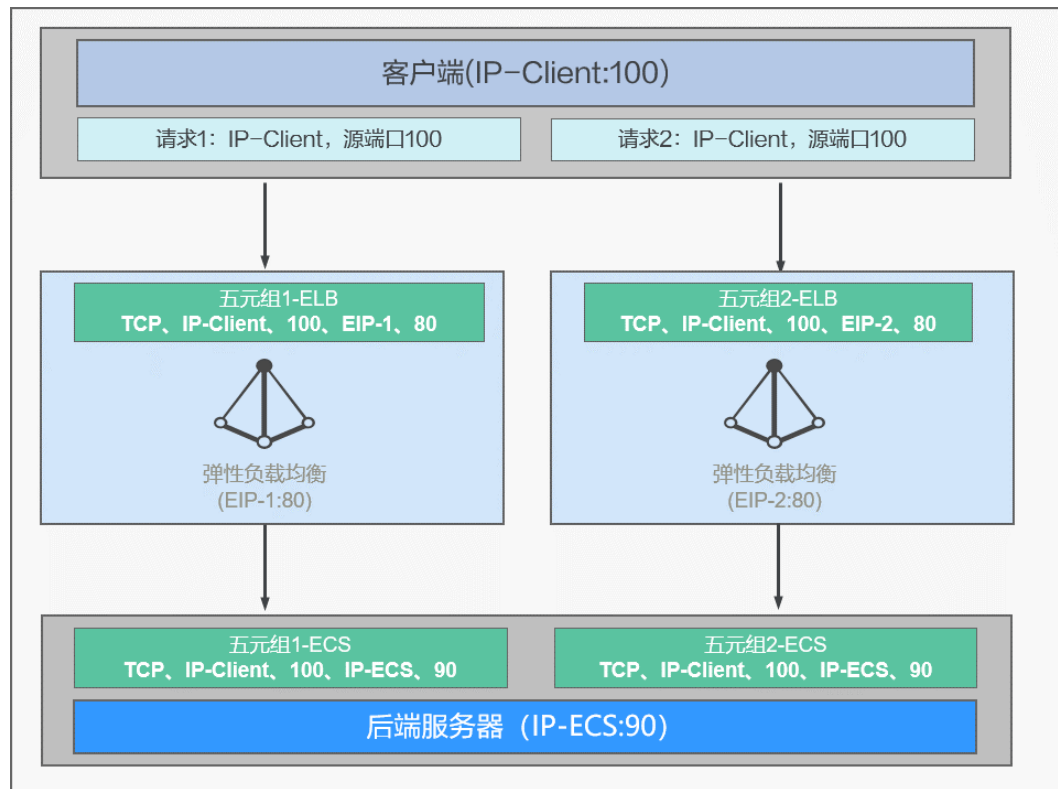 客户端(IP-Client:100)
请求1：IP-Client，源端口100
请求2：IP-Client，源端口100
五元组1-ELB
TCP、IP-Client、100、EIP-1、80
五元组2-ELB
TCP、IP-Client、100、EIP-2、80
弹性负载均衡
(EIP-1:80)
弹性负载均衡
(EIP-2:80)
五元组1-ECS
TCP、IP-Client、100、IP-ECS、90
五元组2-ECS
TCP、IP-Client、100、IP-ECS、90
后端服务器（IP-ECS:90）